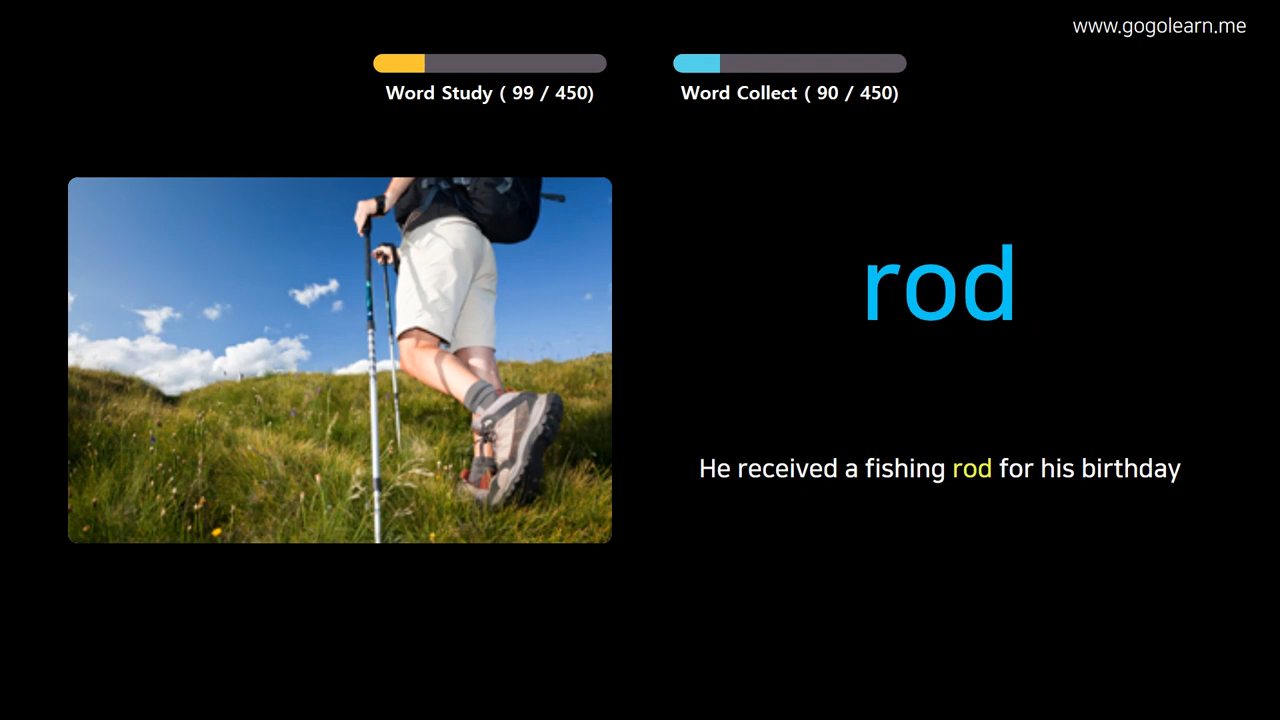 www.gogolearn.me
Word Study ( 99 / 450)
Word Collect ( 90 / 450)
rod
He received a fishing rod for his birthday